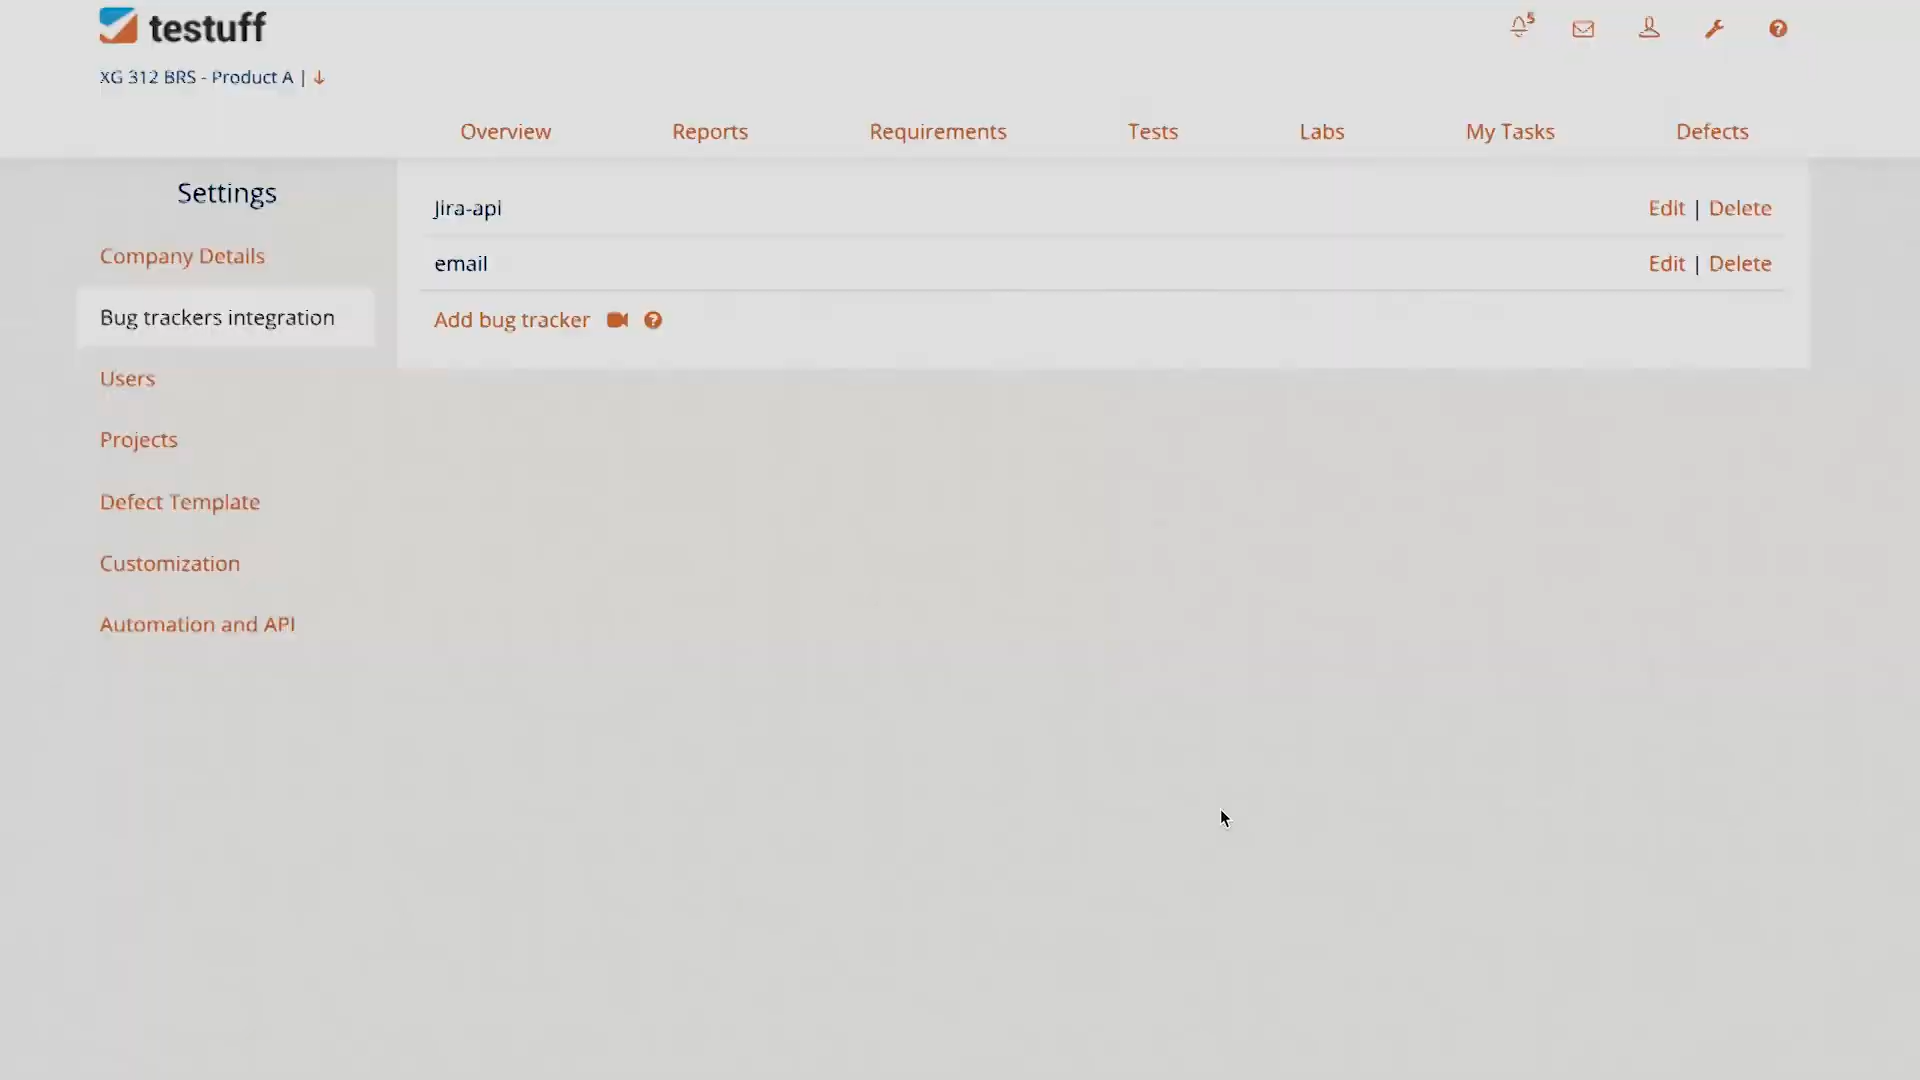 testuff
XG 312 BRS - Product A | ↓
5
?
Overview Reports Requirements Tests Labs My Tasks Defects
Settings
Company Details
Bug trackers integration
Users
Projects
Defect Template
Customization
Automation and API
Jira-api Edit | Delete
email Edit | Delete
Add bug tracker ?